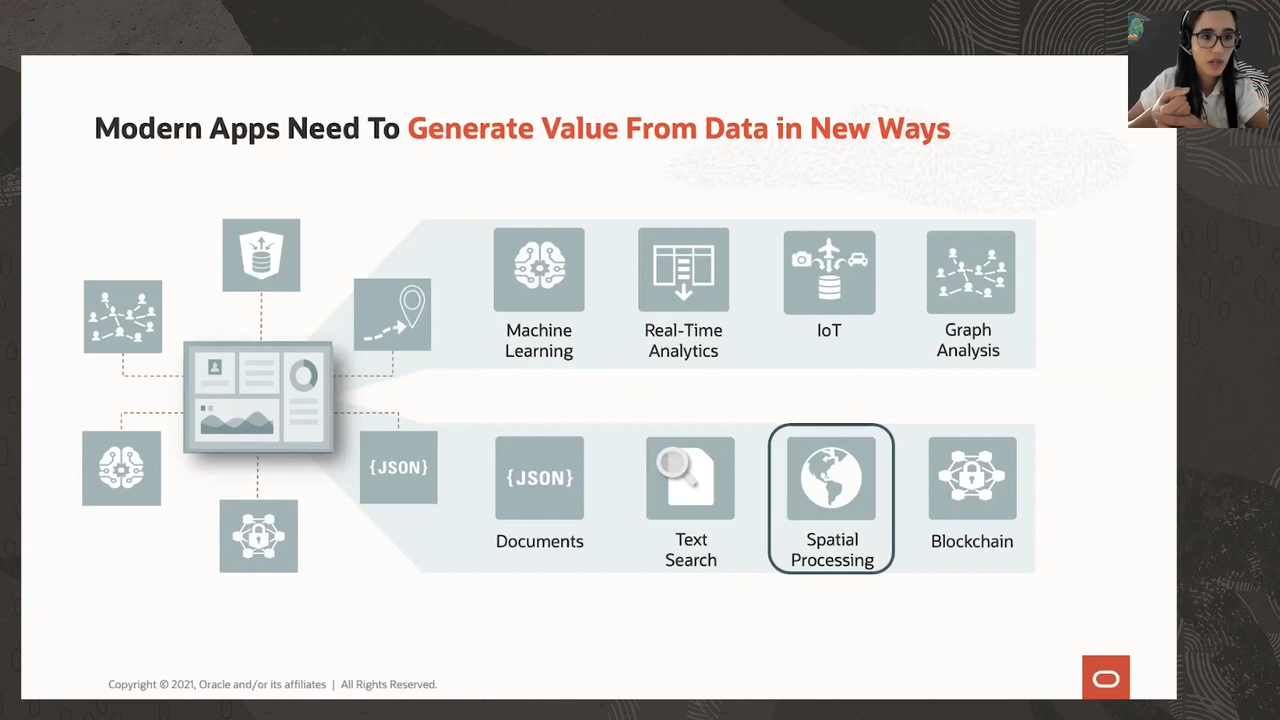 Modern Apps Need To Generate Value From Data in New Ways
Machine
Learning
Real-Time
Analytics
IoT
Graph
Analysis
{JSON}
{JSON}
Documents
Text
Search
Spatial
Processing
Blockchain
Copyright © 2021, Oracle and/or its affiliates | All Rights Reserved.